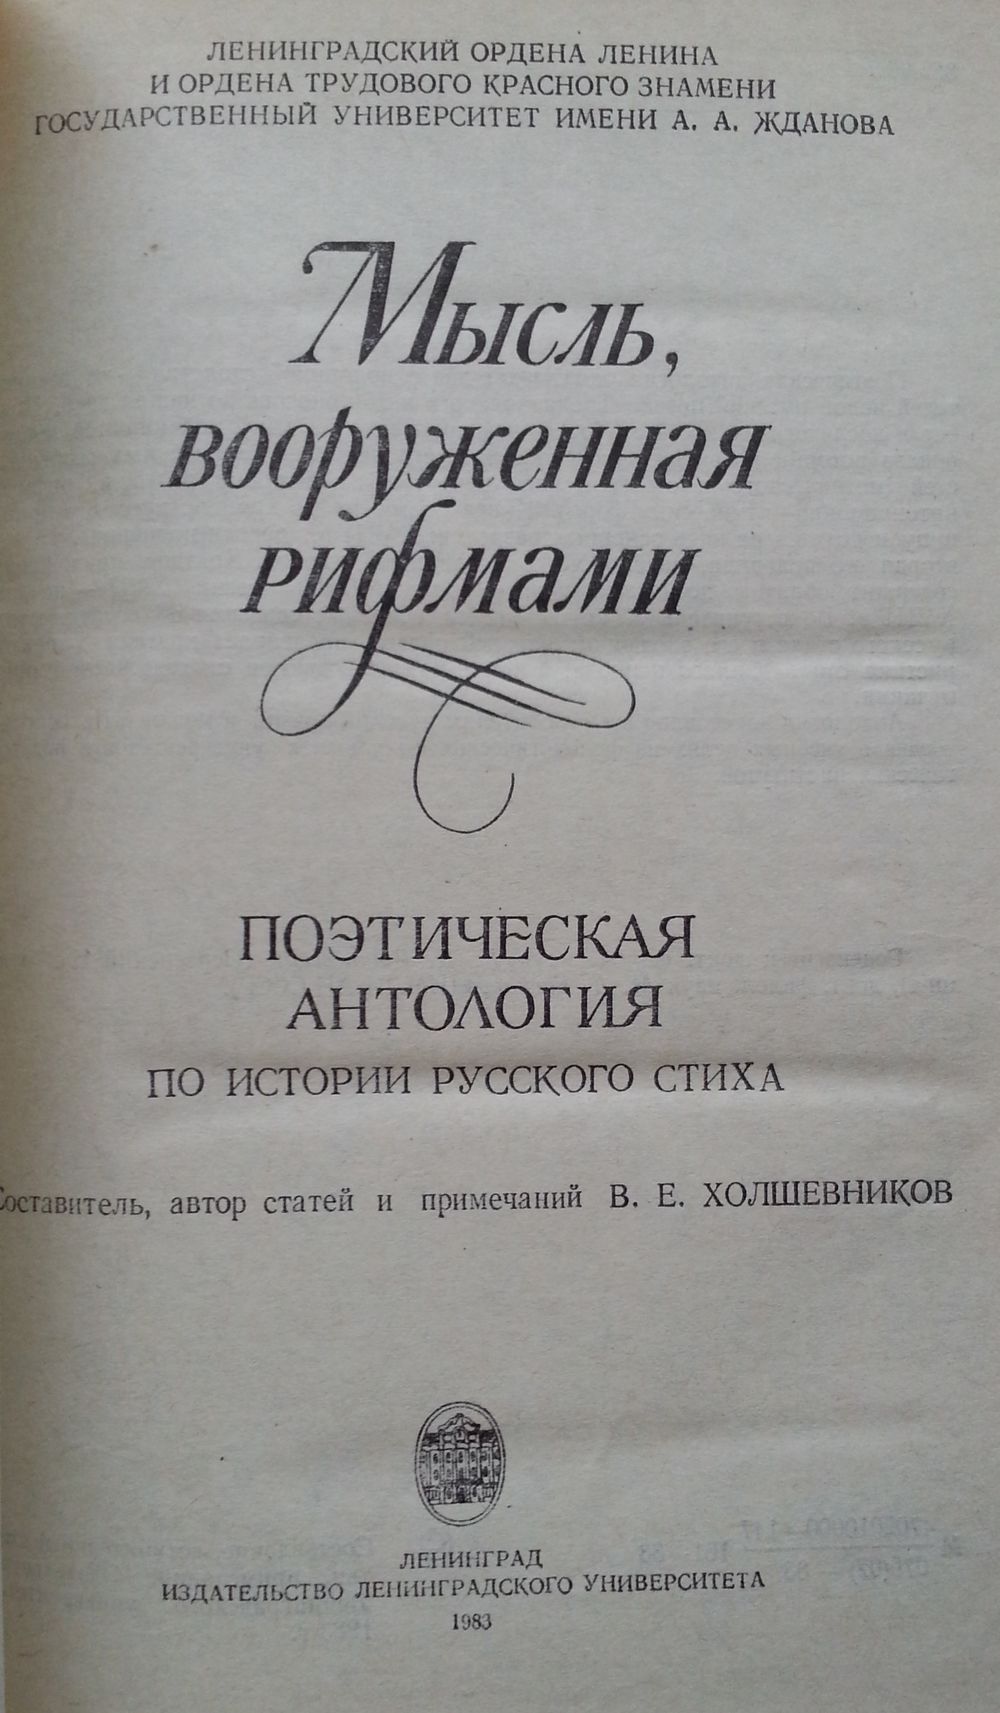 ЛЕНИНГРАДСКИЙ ОРДЕНА ЛЕНИНА
И ОРДЕНА ТРУДОВОГО КРАСНОГО ЗНАМЕНИ
ГОСУДАРСТВЕННЫЙ УНИВЕРСИТЕТ ИМЕНИ А. А. ЖДАНОВА
Мысль,
вооруженная
рифмами
ПОЭТИЧЕСКАЯ
АНТОЛОГИЯ
ПО ИСТОРИИ РУССКОГО СТИХА
Составитель, автор статей и примечаний В. Е. ХОЛШЕВНИКОВ
ЛЕНИНГРАД
ИЗДАТЕЛЬСТВО ЛЕНИНГРАДСКОГО УНИВЕРСИТЕТА
1983